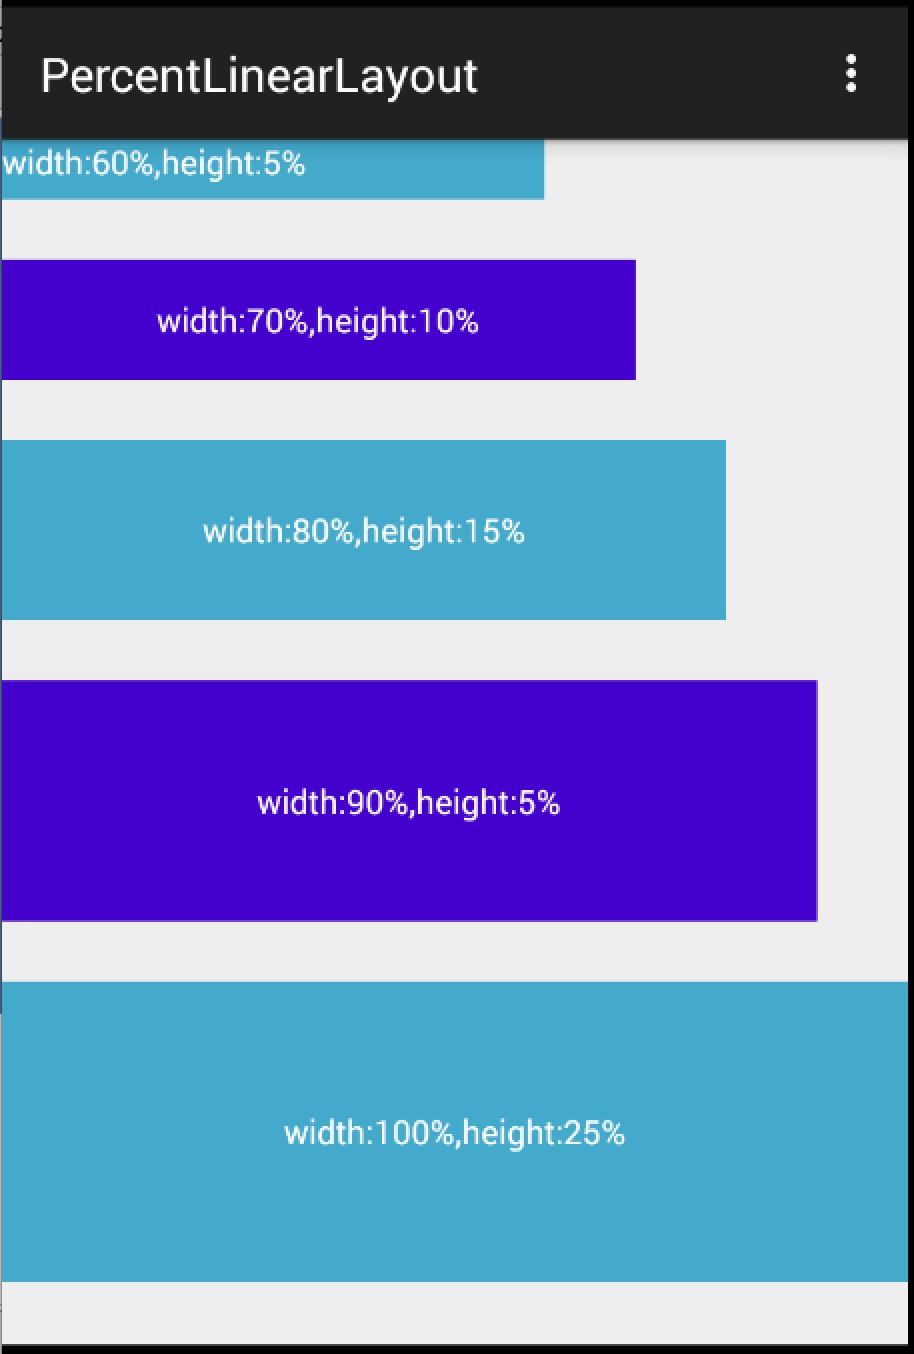 PercentLinearLayout
width:60%,height:5%
width:70%,height:10%
width:80%,height:15%
width:90%,height:5%
width:100%,height:25%